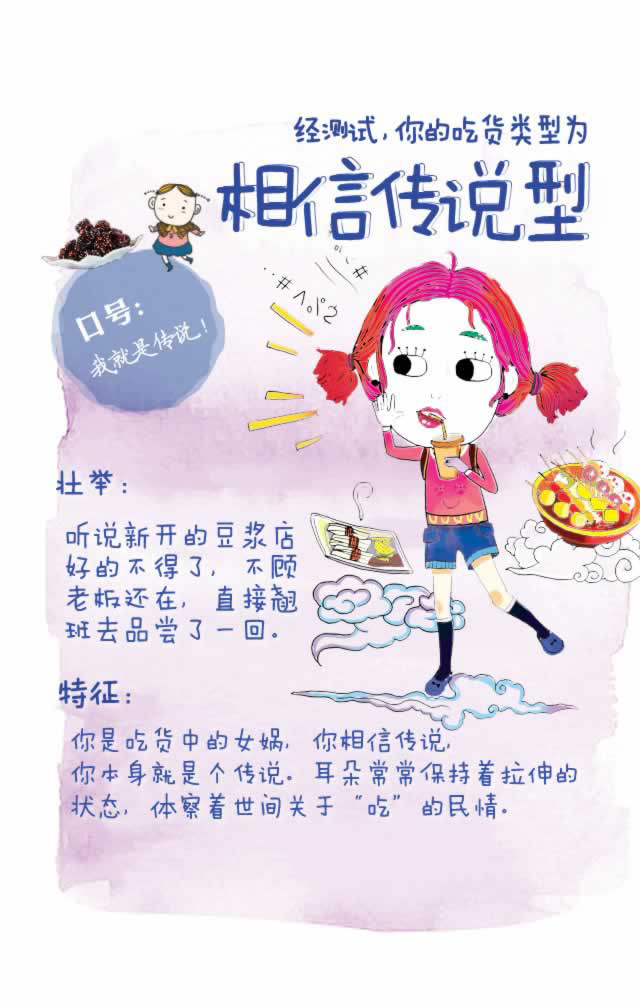 经测试,你的吃货类型为
相信传说型
口号:
我就是传说!
#^o|°2
#
壮举:
听说新开的豆浆店
好的不得了,不顾
老板还在,直接翘
班去品尝了一回。
特征:
你是吃货中的女娲,你相信传说,
你本身就是个传说。耳朵常常保持着拉伸的
状态,体察着世间关于“吃”的民情。